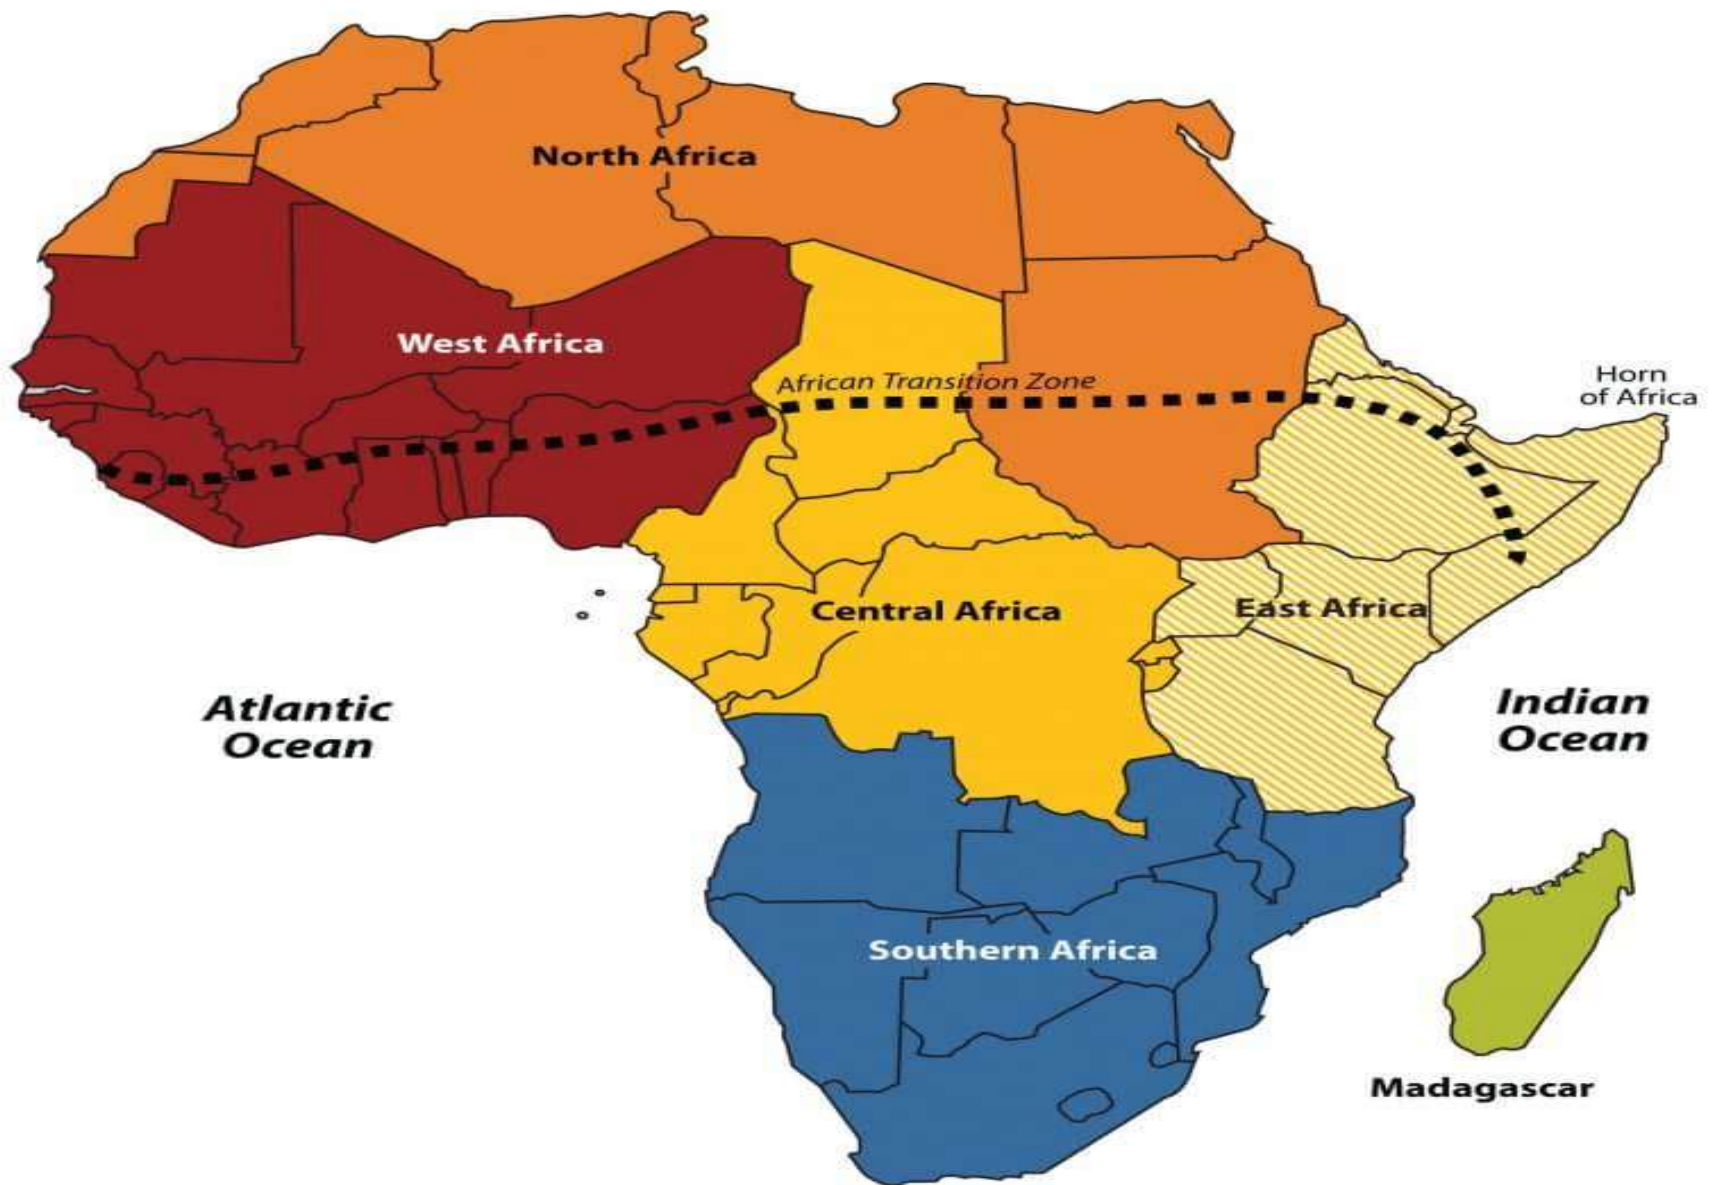 North Africa
West Africa
African Transition Zone
Horn
of Africa
Central Africa
East Africa
Atlantic
Ocean
Indian
Ocean
Southern Africa
Madagascar